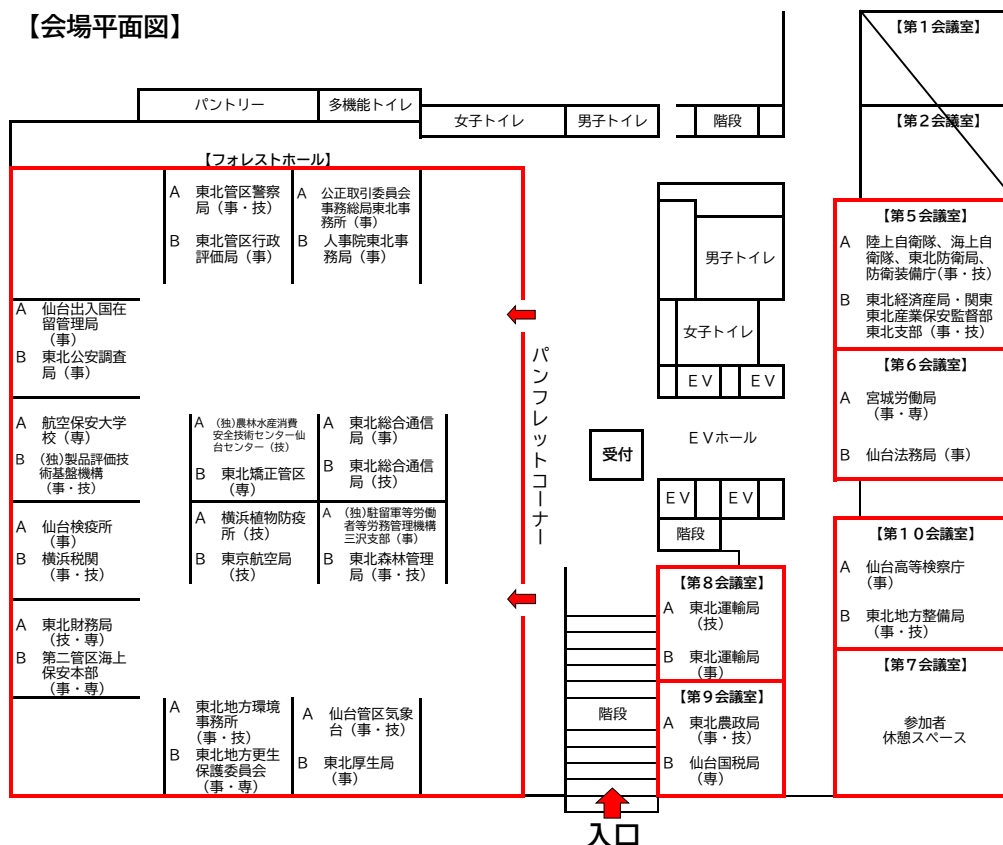 【会場平面図】
【第１会議室】
パントリー
多機能トイレ
女子トイレ
男子トイレ
階段
【第２会議室】
【フォレストホール】
A 東北管区警察
局（事・技）
B 東北管区行政
評価局（事）
A 公正取引委員会
事務総局東北事
務所（事）
B 人事院東北事
務局（事）
男子トイレ
女子トイレ
ＥＶ
ＥＶ
【第５会議室】
A 陸上自衛隊、海上自
衛隊、東北防衛局、
防衛装備庁(事・技)
B 東北経済産局・関東
東北産業保安監督部
東北支部（事・技）
A 仙台出入国在
留管理局
（事）
B 東北公安調査
局（事）
パンフレットコーナー
【第６会議室】
A 宮城労働局
（事・専）
B 仙台法務局（事）
A 航空保安大学
校（専）
B (独)製品評価技
術基盤機構
（事・技）
A (独)農林水産消費
安全技術センター仙
台センター（技）
B 東北矯正管区
（専）
A 東北総合通信
局（事）
B 東北総合通信
局（技）
受付
ＥＶホール
ＥＶ
ＥＶ
階段
A 仙台検疫所
（事）
B 横浜税関
（事・技）
A 横浜植物防疫
所（技）
B 東京航空局
（技）
A (独)駐留軍等労働
者等労務管理機構
三沢支部（事）
B 東北森林管理
局（事・技）
【第１０会議室】
A 仙台高等検察庁
（事）
B 東北地方整備局
（事・技）
【第８会議室】
A 東北運輸局
（技）
B 東北運輸局
（事）
A 東北財務局
（技・専）
B 第二管区海上
保安本部
（事・専）
【第７会議室】
参加者
休憩スペース
【第９会議室】
A 東北農政局
（事・技）
B 仙台国税局
（専）
A 東北地方環境
事務所
（事・技）
B 東北地方更生
保護委員会
（事・専）
A 仙台管区気象
台（事・技）
B 東北厚生局
（事）
階段
入口